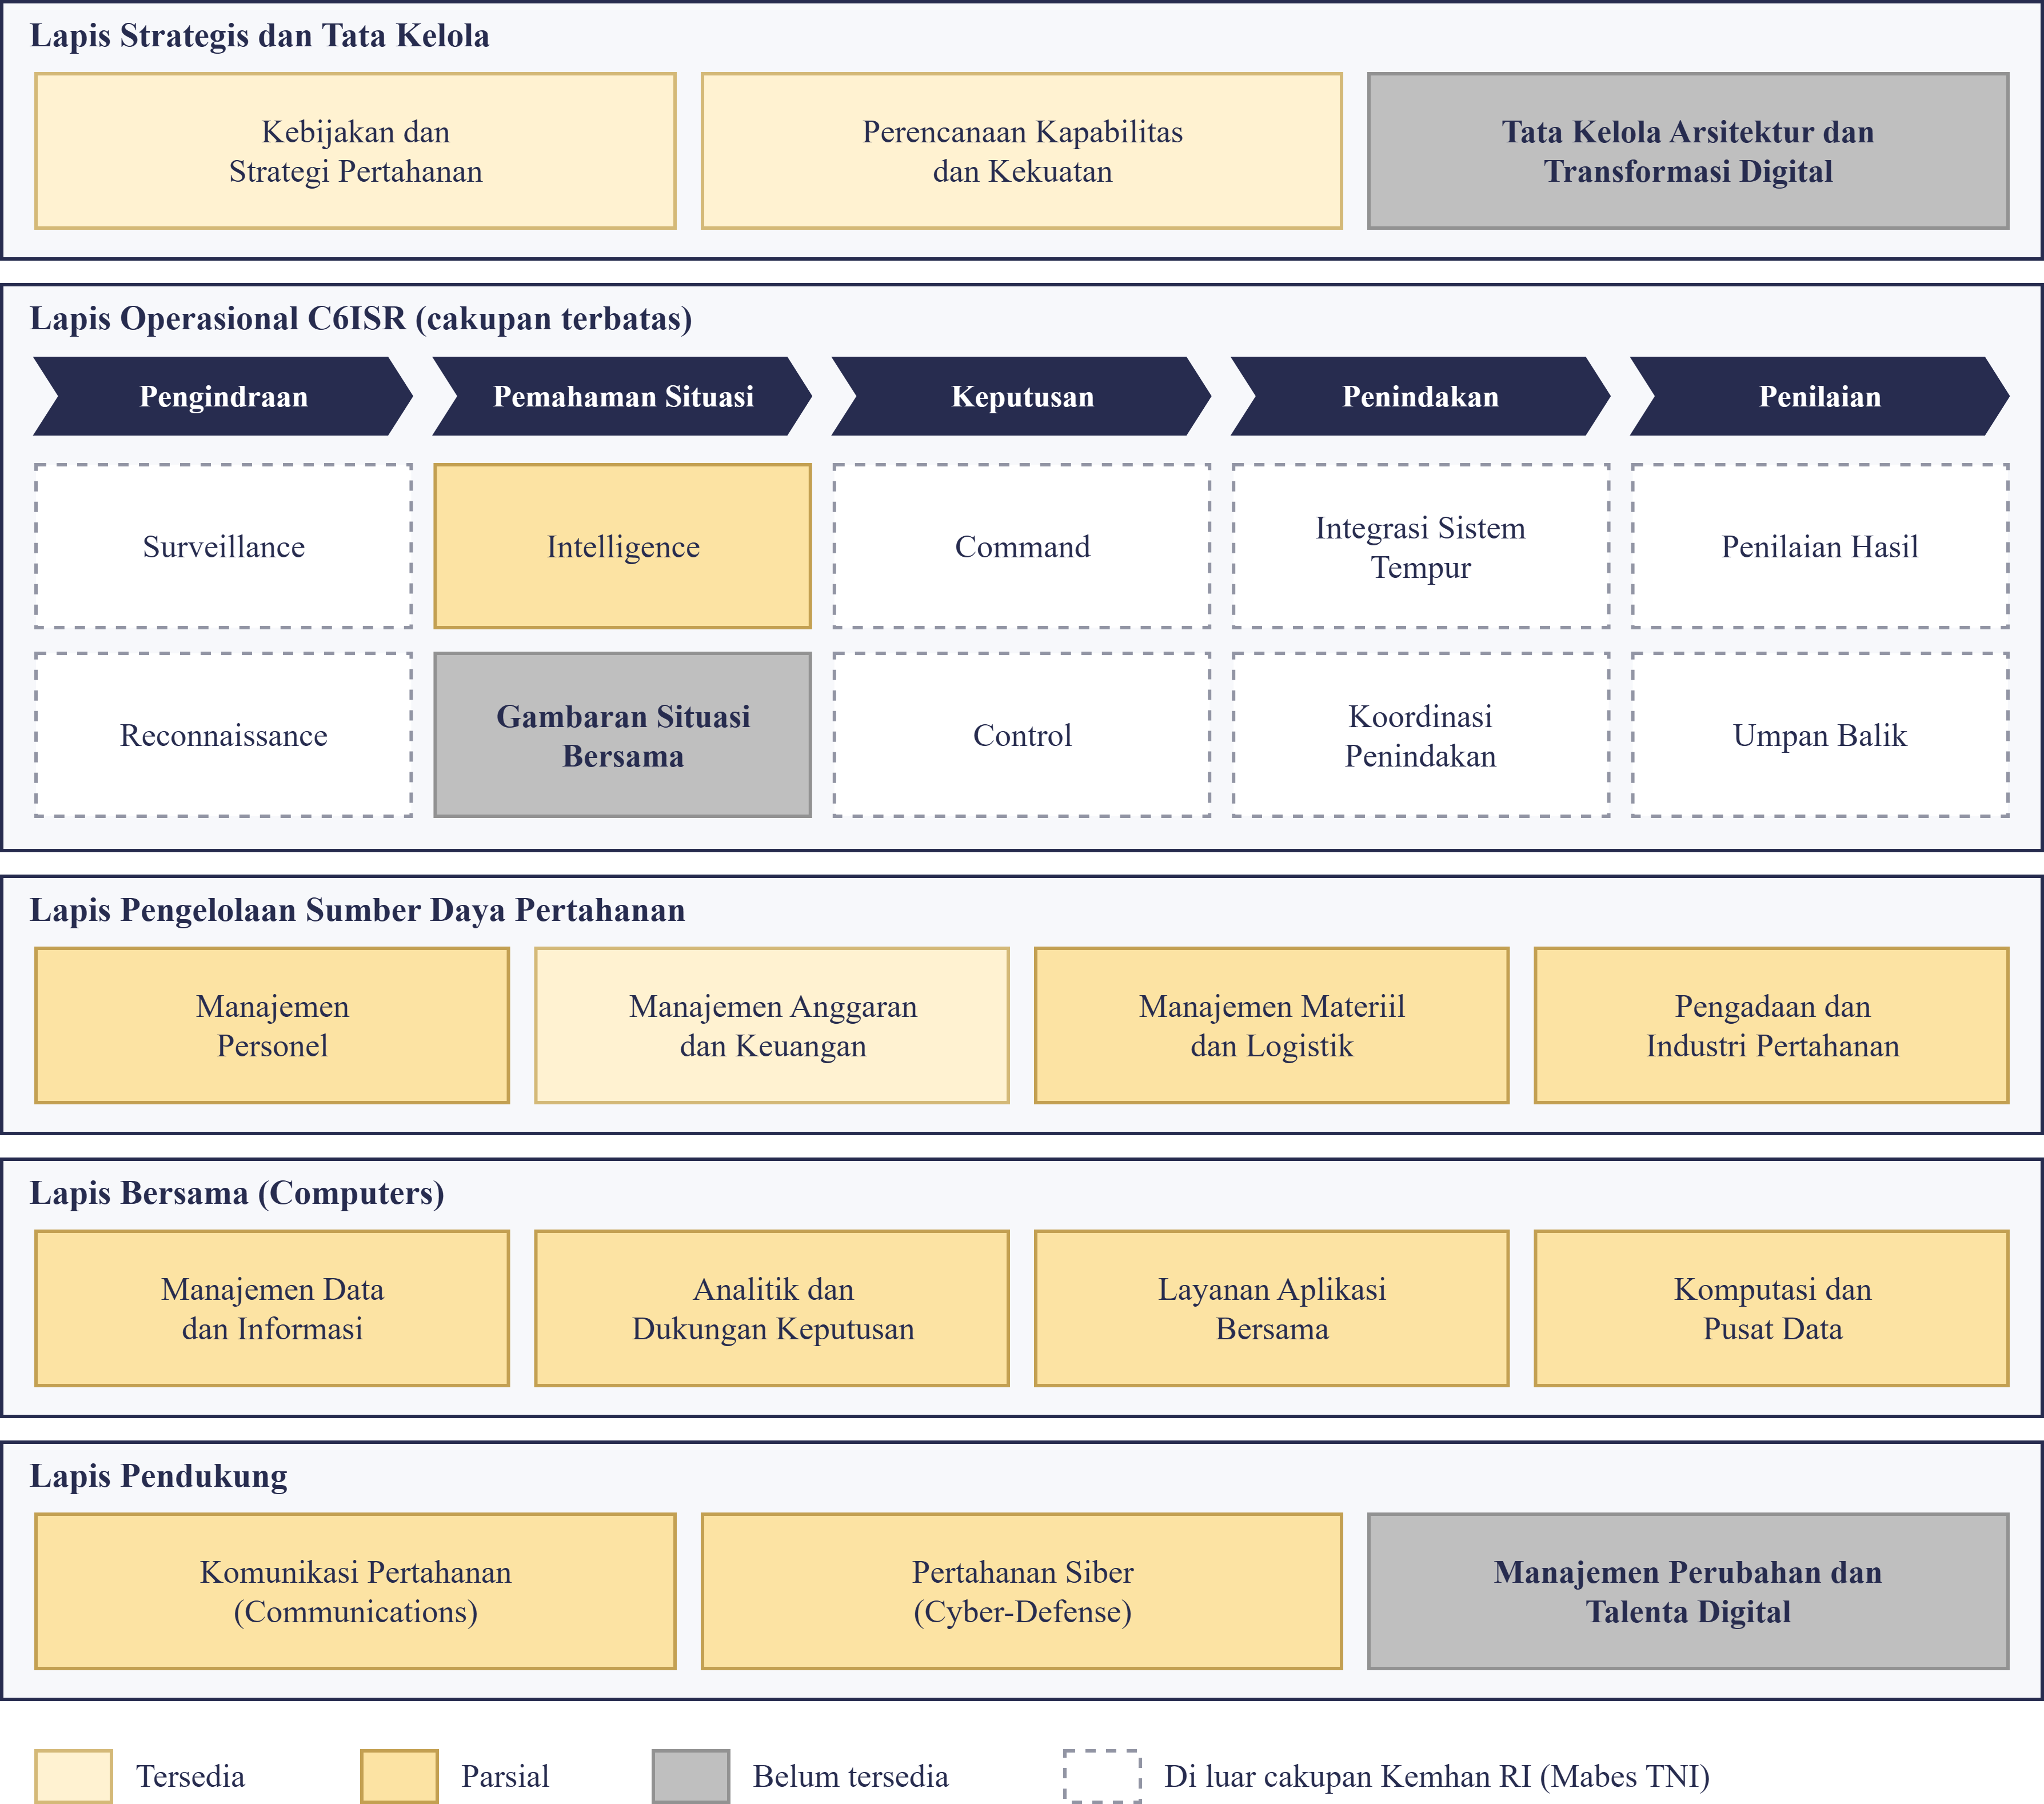 Lapis Strategis dan Tata Kelola
Kebijakan dan
Strategi Pertahanan
Perencanaan Kapabilitas
dan Kekuatan
Tata Kelola Arsitektur dan
Transformasi Digital
Lapis Operasional C6ISR (cakupan terbatas)
Pengindraan
Pemahaman Situasi
Keputusan
Penindakan
Penilaian
Surveillance
Intelligence
Command
Integrasi Sistem
Tempur
Penilaian Hasil
Reconnaissance
Gambaran Situasi
Bersama
Control
Koordinasi
Penindakan
Umpan Balik
Lapis Pengelolaan Sumber Daya Pertahanan
Manajemen
Personel
Manajemen Anggaran
dan Keuangan
Manajemen Materiil
dan Logistik
Pengadaan dan
Industri Pertahanan
Lapis Bersama (Computers)
Manajemen Data
dan Informasi
Analitik dan
Dukungan Keputusan
Layanan Aplikasi
Bersama
Komputasi dan
Pusat Data
Lapis Pendukung
Komunikasi Pertahanan
(Communications)
Pertahanan Siber
(Cyber-Defense)
Manajemen Perubahan dan
Talenta Digital
Tersedia
Parsial
Belum tersedia
Di luar cakupan Kemhan RI (Mabes TNI)